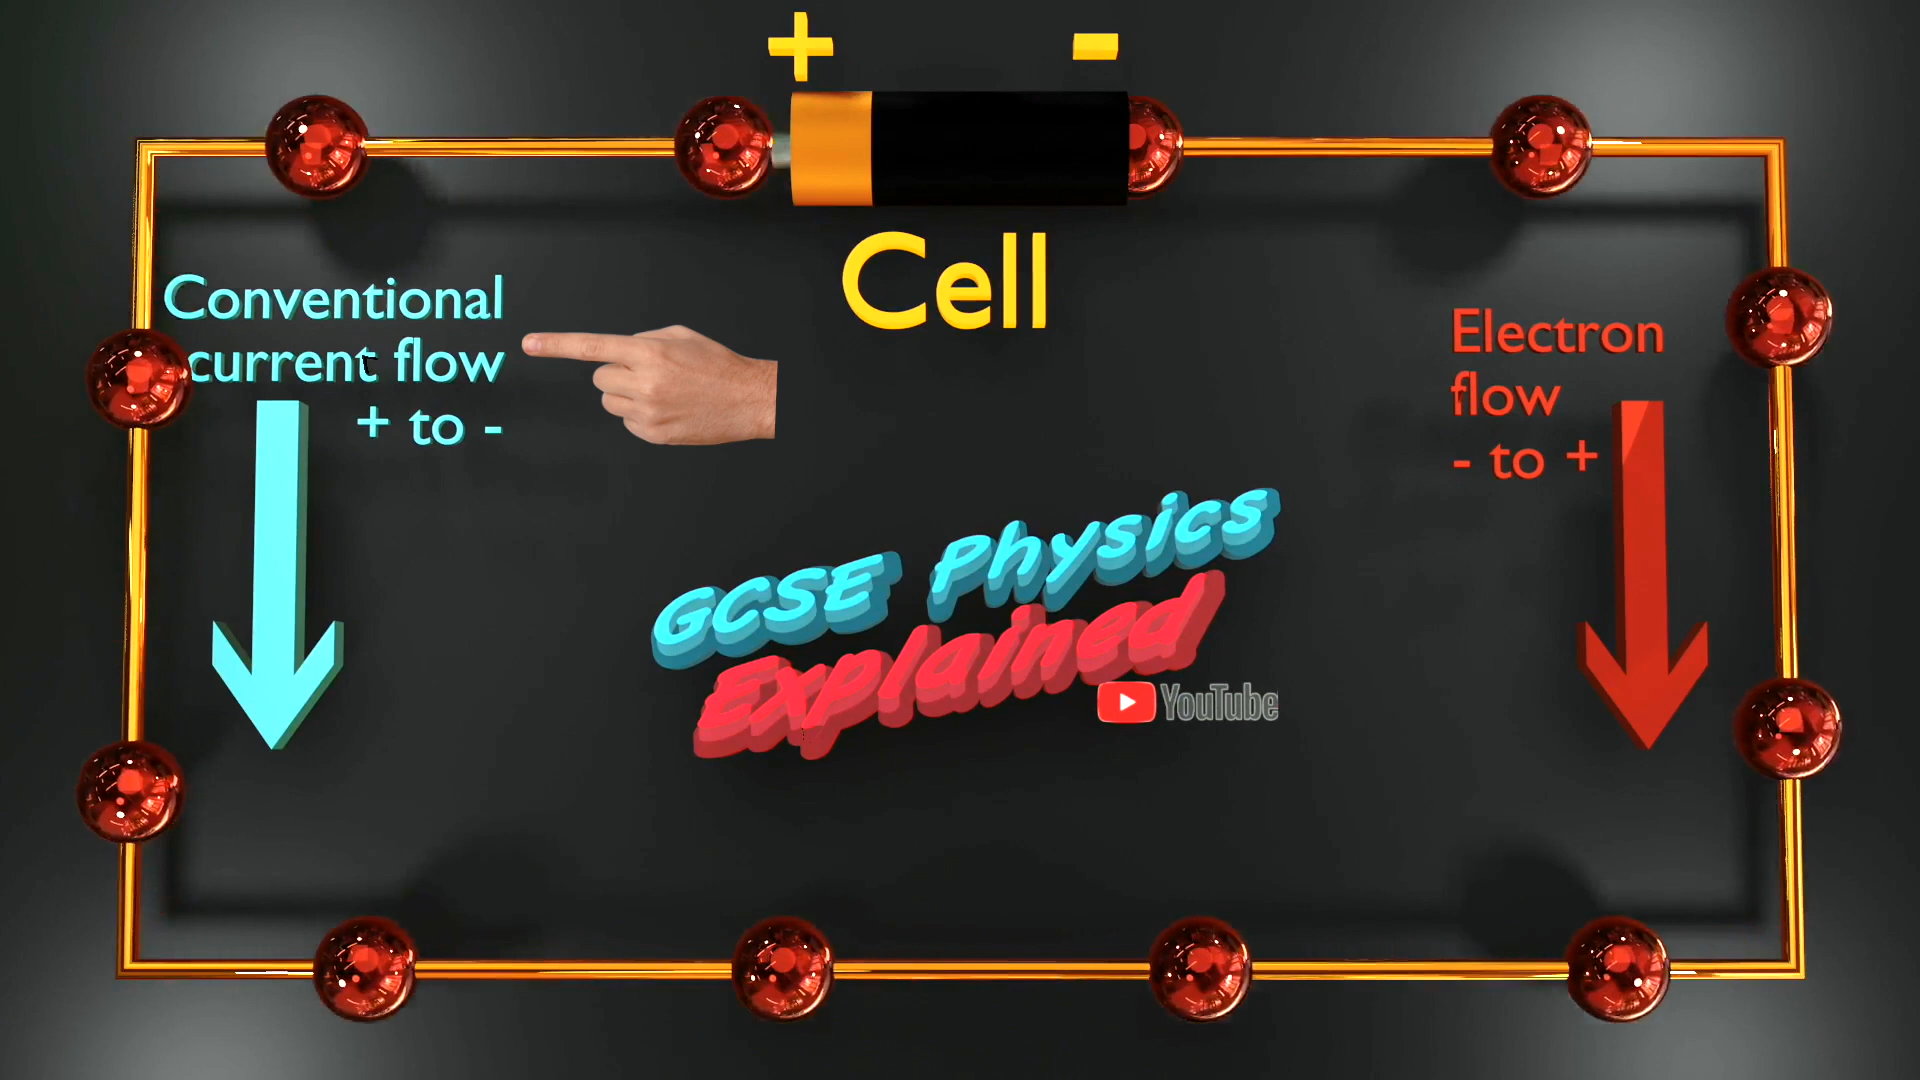 + -
Cell
Conventional
current flow
+ to -
Electron
flow
- to +
GCSE Physics
Explained
YouTube